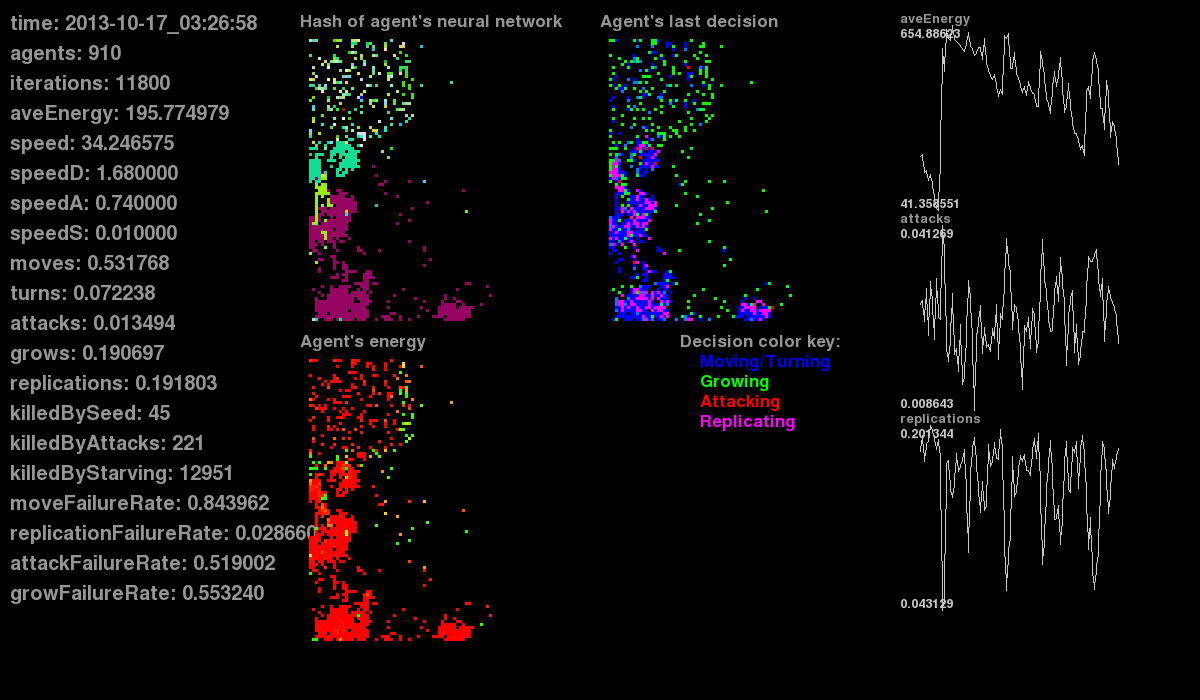 time: 2013-10-17_03:26:58
agents: 910
iterations: 11800
aveEnergy: 195.774979
speed: 34.246575
speedD: 1.680000
speedA: 0.740000
speedS: 0.010000
moves: 0.531768
turns: 0.072238
attacks: 0.013494
grows: 0.190697
replications: 0.191803
killedBySeed: 45
killedByAttacks: 221
killedByStarving: 12951
moveFailureRate: 0.843962
replicationFailureRate: 0.028660
attackFailureRate: 0.519002
growFailureRate: 0.553240
Hash of agent's neural network
Agent's last decision
Agent's energy
Decision color key:
Moving/Turning
Growing
Attacking
Replicating
aveEnergy
654.88623
41.358551
attacks
0.041269
0.008643
replications
0.201344
0.043129